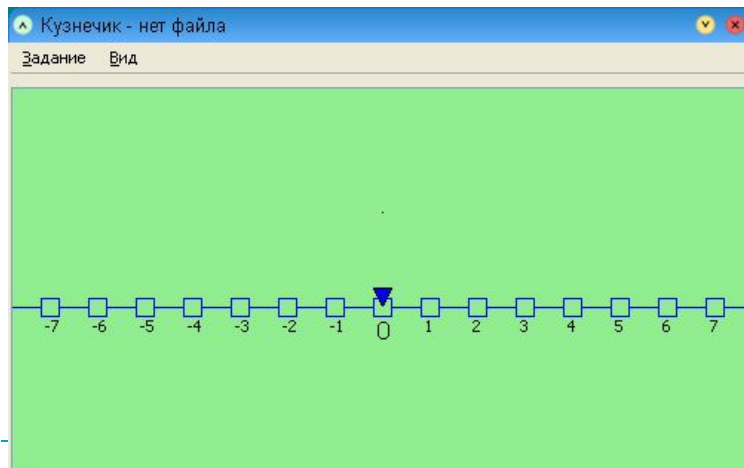 Кузнечик - нет файла
Задание Вид
-7 -6 -5 -4 -3 -2 -1 0 1 2 3 4 5 6 7